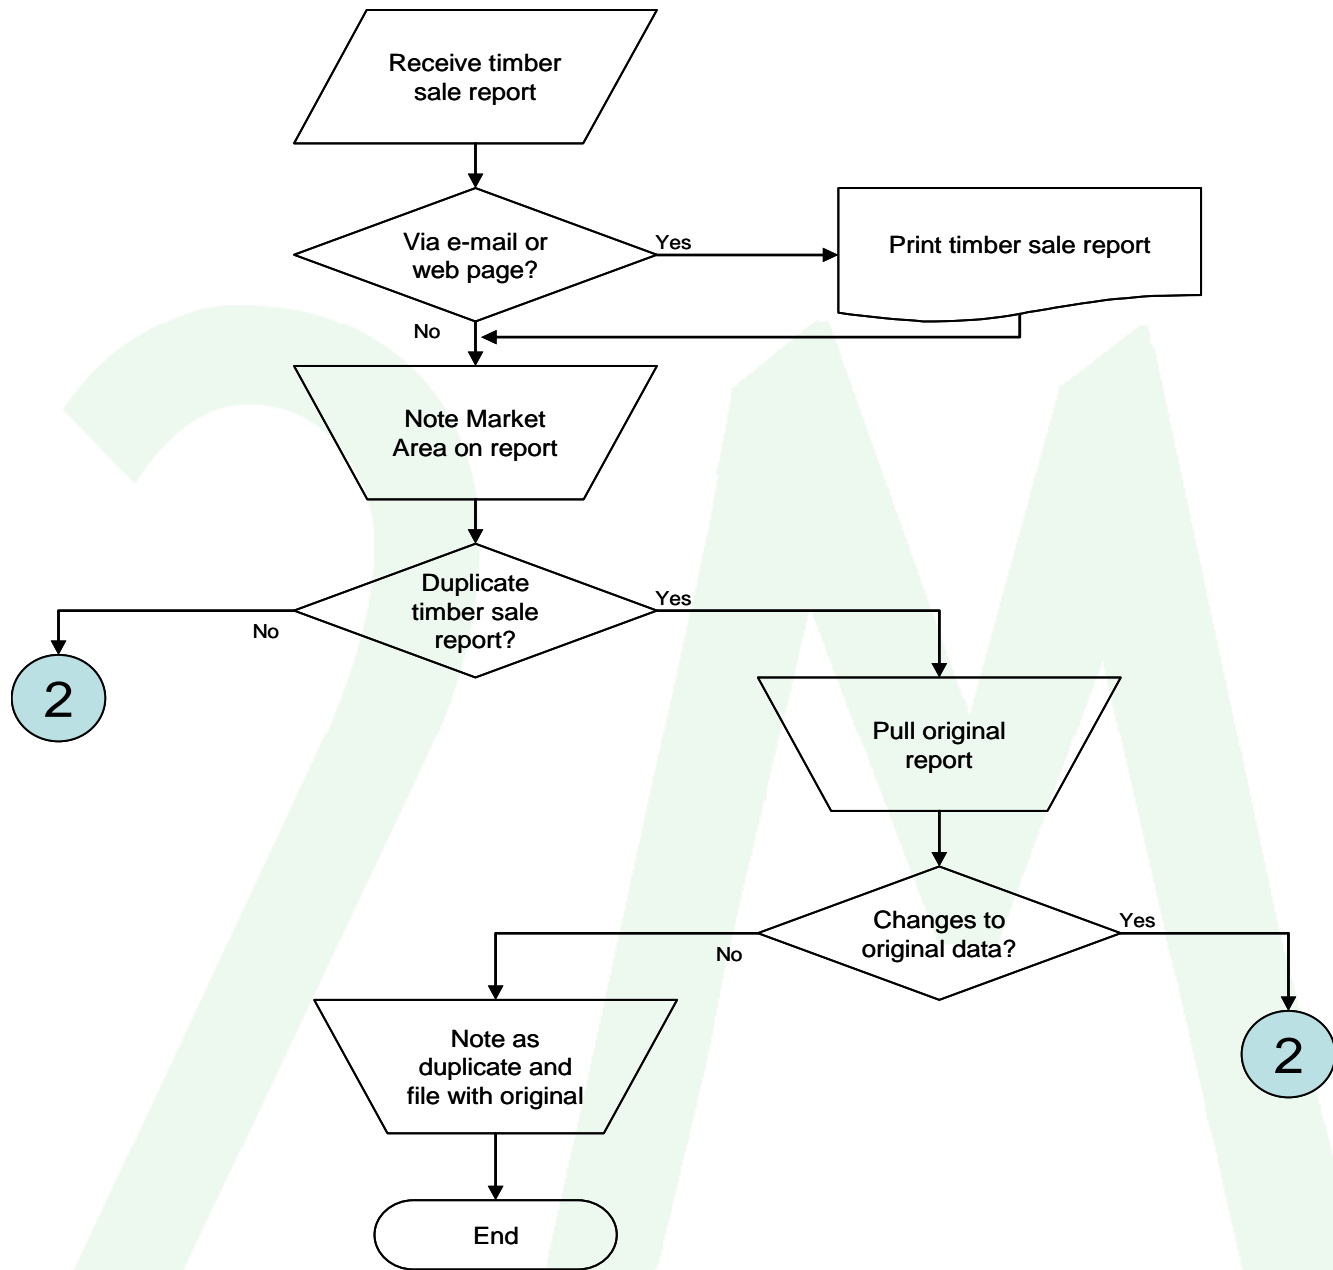 Receive timber
sale report
Via e-mail or
web page?
Yes
Print timber sale report
No
Note Market
Area on report
Duplicate
timber sale
report?
Yes
No
2
Pull original
report
Changes to
original data?
Yes
No
Note as
duplicate and
file with original
2
End